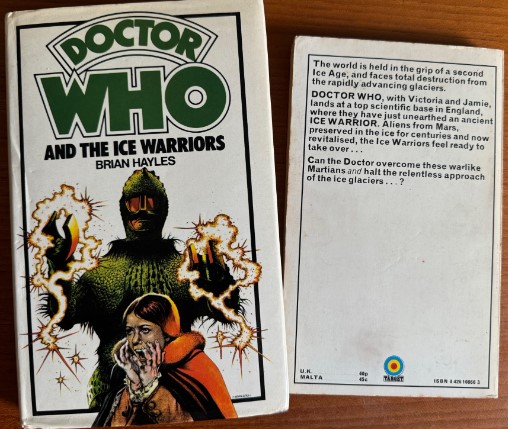 DOCTOR
WHO
AND THE ICE WARRIORS
BRIAN HAYLES
The world is held in the grip of a second
Ice Age, and faces total destruction from
the rapidly advancing glaciers.
DOCTOR WHO, with Victoria and Jamie,
lands at a top scientific base in England,
where they have just unearthed an ancient
ICE WARRIOR. Aliens from Mars,
preserved in the ice for centuries and now
revitalised, the Ice Warriors feel ready to
take over . . .
Can the Doctor overcome these warlike
Martians and halt the relentless approach
of the ice glaciers . . . ?
U.K.
MALTA
45c
TARGET
ISBN 0 426